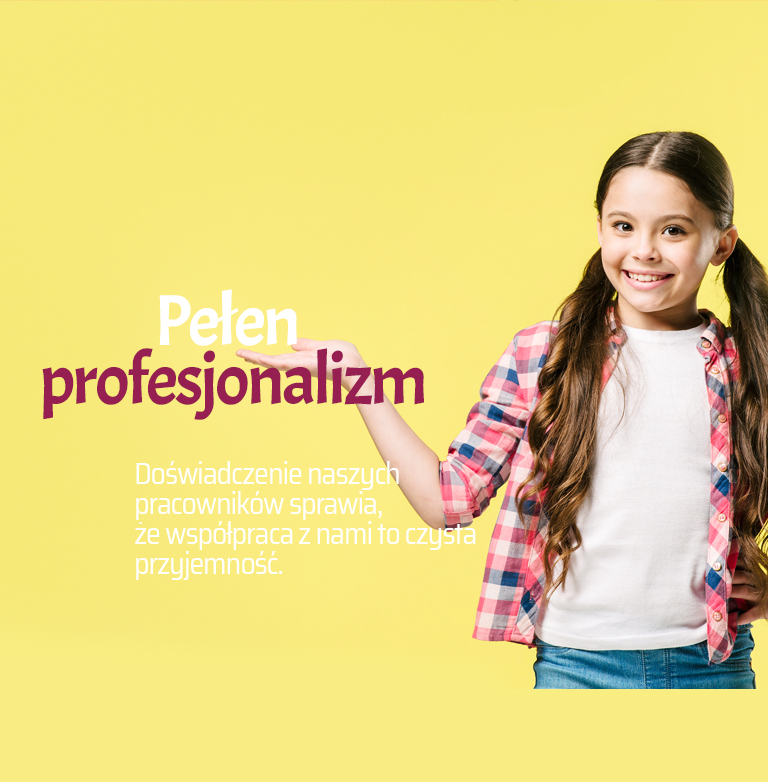 Pełen
profesjonalizm
Doświadczenie naszych
pracowników sprawia,
że współpraca z nami to czysta
przyjemność.